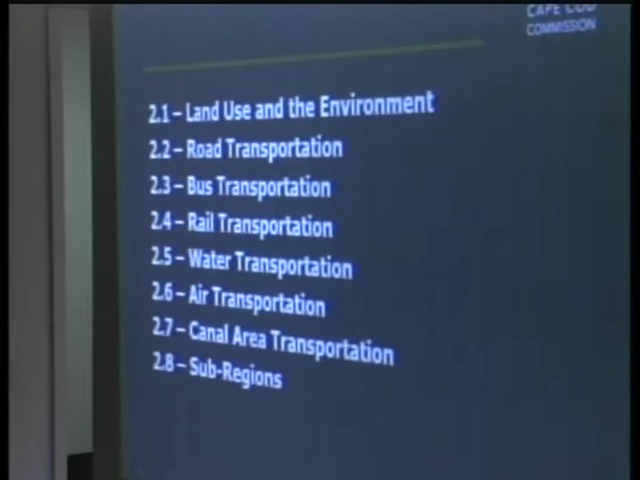 CAPE COD
COMMISSION
2.1 – Land Use and the Environment
2.2 – Road Transportation
2.3 – Bus Transportation
2.4 – Rail Transportation
2.5 – Water Transportation
2.6 – Air Transportation
2.7 – Canal Area Transportation
2.8 – Sub-Regions